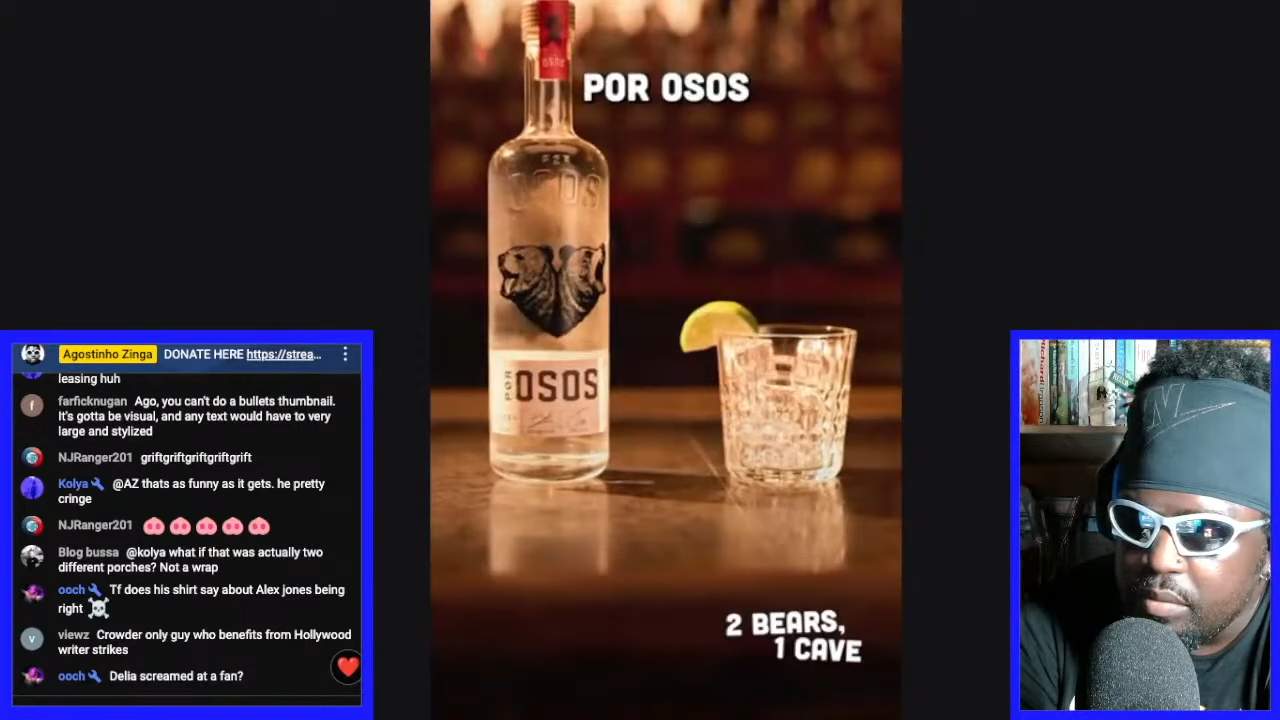 POR OSOS
OSOS
POR
OSOS
2 BEARS,
1 CAVE
Agostinho Zinga DONATE HERE https://strea...
leasing huh
f farficknugan Ago, you can't do a bullets thumbnail.
It's gotta be visual, and any text would have to very
large and stylized
NJRanger201 griftgriftgriftgriftgrift
Kolya @AZ thats as funny as it gets. he pretty
cringe
NJRanger201 🐽🐽🐽🐽🐽
Blog bussa @kolya what if that was actually two
different porches? Not a wrap
ooch Tf does his shirt say about Alex jones being
right ☠️
v viewz Crowder only guy who benefits from Hollywood
writer strikes
ooch Delia screamed at a fan?